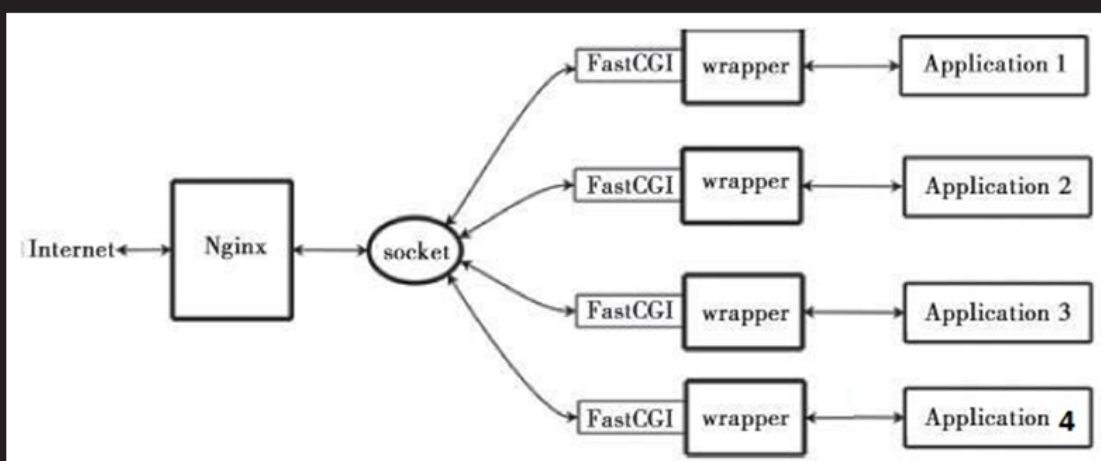 FastCGI wrapper Application 1
FastCGI wrapper Application 2
Internet Nginx socket
FastCGI wrapper Application 3
FastCGI wrapper Application 4